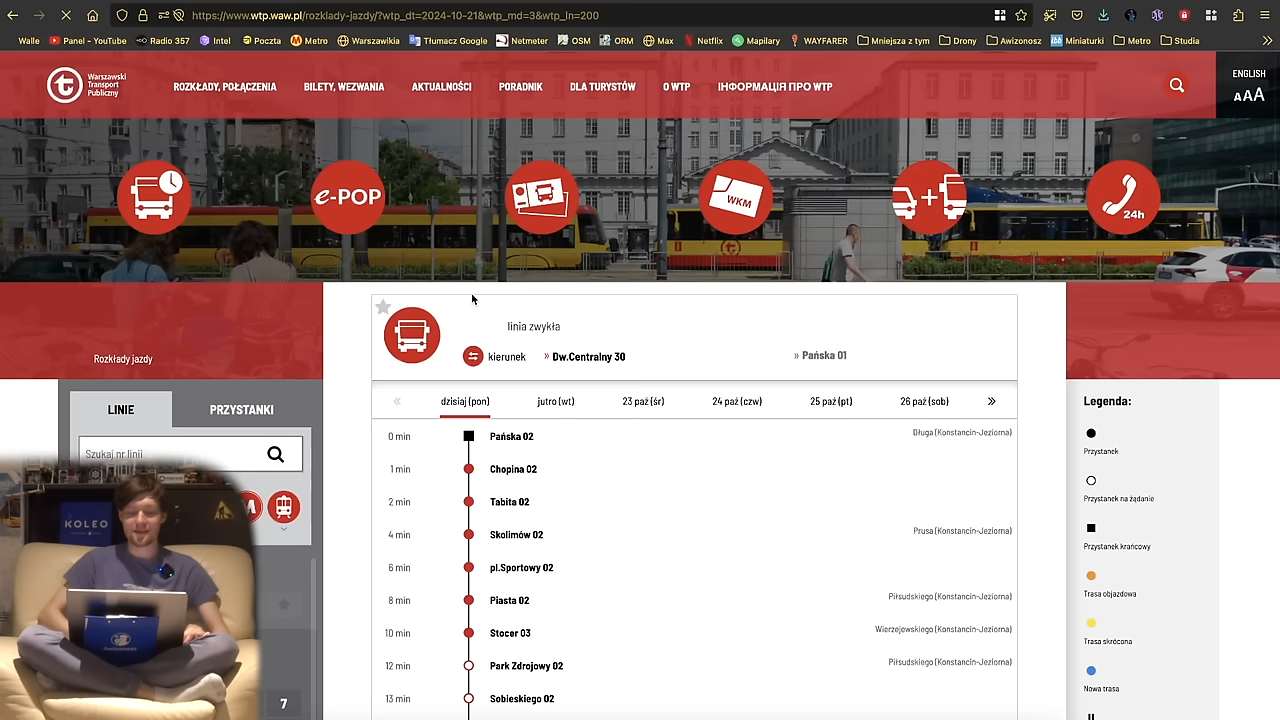 https://www.wtp.waw.pl/rozklady-jazdy/?wtp_dt=2024-10-21&wtp_md=3&wtp_ln=200
Walle Panel - YouTube Radio 357 Intel Poczta Metro Warszawikia Tłumacz Google Netmeter OSM ORM Max Netflix Mapilary WAYFARER Mniejsza z tym Drony Awizonosz Miniaturki Metro Studia
Warszawski
Transport
Publiczny
ROZKŁADY, POŁĄCZENIA BILETY, WEZWANIA AKTUALNOŚCI PORADNIK DLA TURYSTÓW O WTP ІНФОРМАЦІЯ ПРО WTP
ENGLISH
AAA
e-POP
WKM
24h
Rozkłady jazdy
linia zwykła
kierunek » Dw.Centralny 30 » Pańska 01
LINIE PRZYSTANKI
Szukaj nr linii
M
7
« dzisiaj (pon) jutro (wt) 23 paź (śr) 24 paź (czw) 25 paź (pt) 26 paź (sob) »
0 min Pańska 02 Długa (Konstancin-Jeziorna)
1 min Chopina 02
2 min Tabita 02
4 min Skolimów 02 Prusa (Konstancin-Jeziorna)
6 min pl.Sportowy 02
8 min Piasta 02 Piłsudskiego (Konstancin-Jeziorna)
10 min Stocer 03 Wierzejewskiego (Konstancin-Jeziorna)
12 min Park Zdrojowy 02 Piłsudskiego (Konstancin-Jeziorna)
13 min Sobieskiego 02
Legenda:
Przystanek
Przystanek na żądanie
Przystanek krańcowy
Trasa objazdowa
Trasa skrócona
Nowa trasa
KOLEO